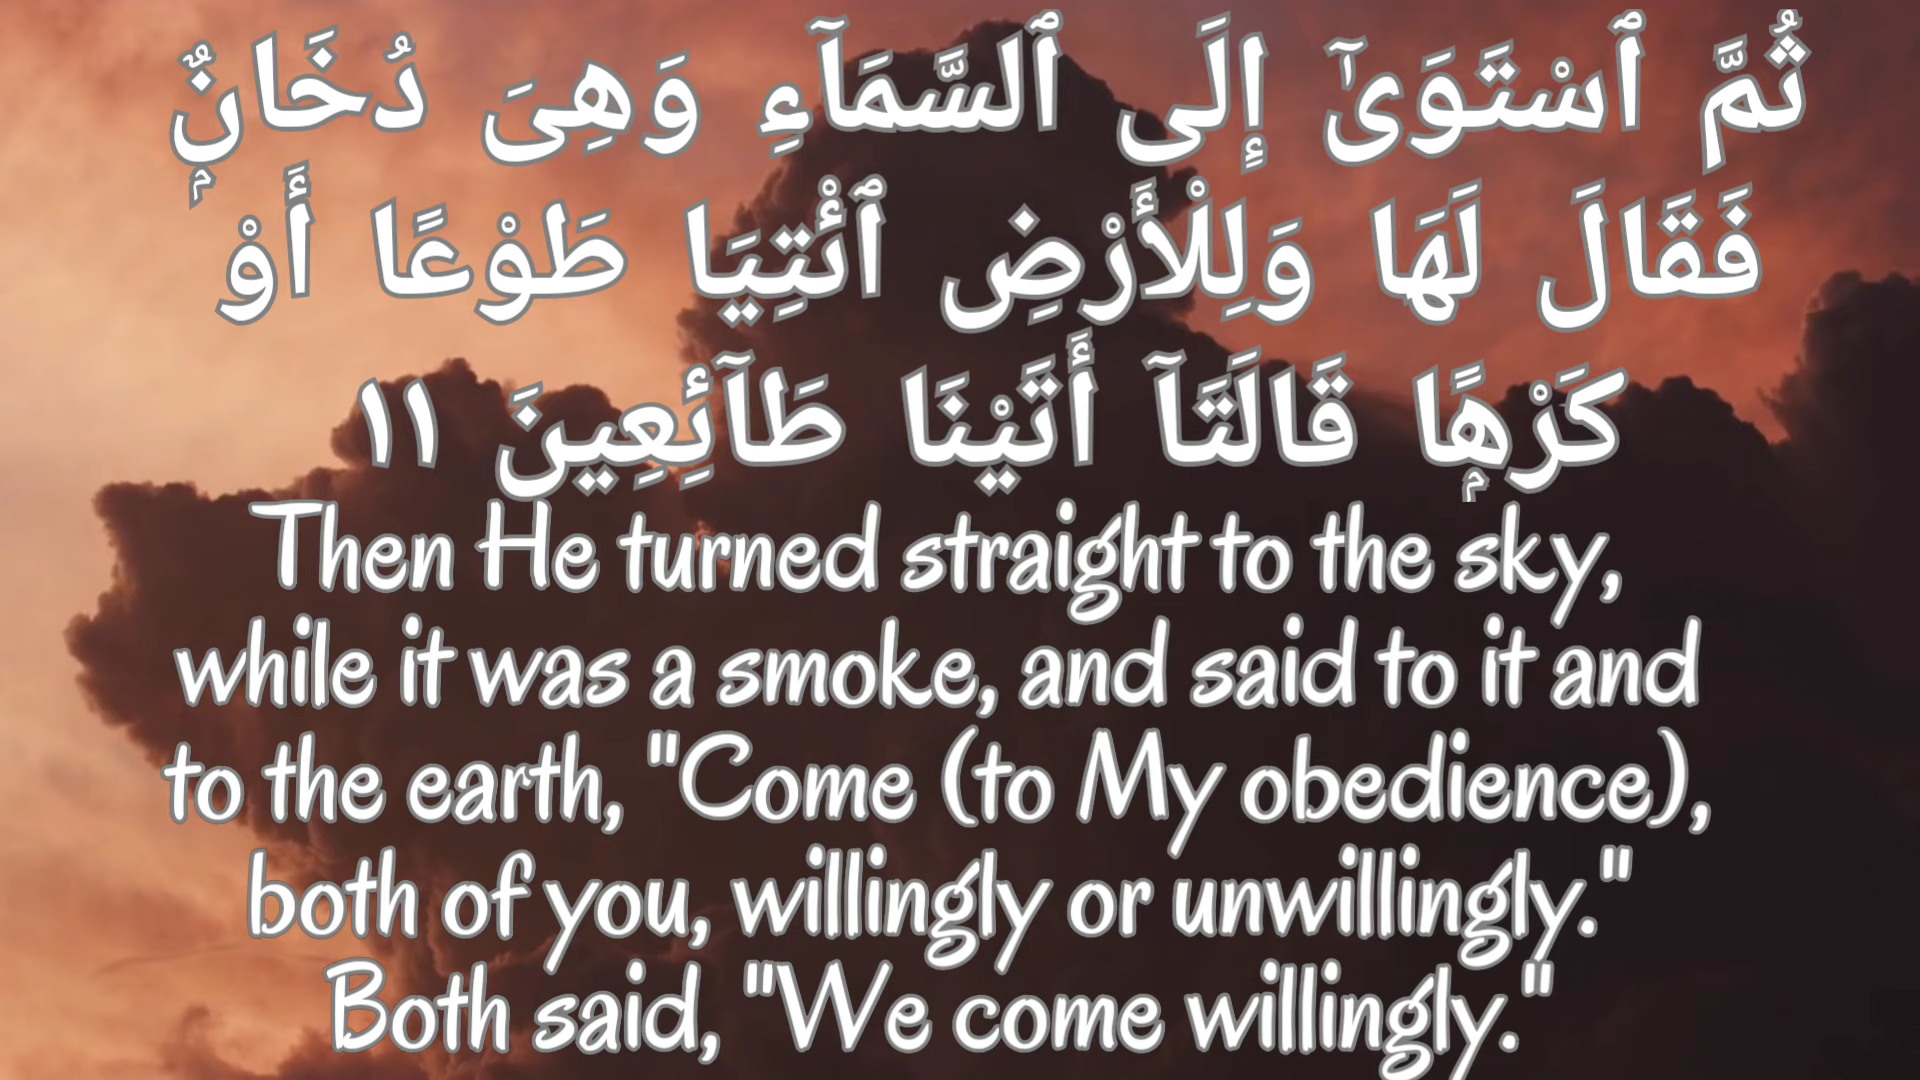 ثُمَّ ٱسْتَوَىٰٓ إِلَى ٱلسَّمَآءِ وَهِىَ دُخَانٌۭ
فَقَالَ لَهَا وَلِلْأَرْضِ ٱئْتِيَا طَوْعًا أَوْ
كَرْهًۭا قَالَتَآ أَتَيْنَا طَآئِعِينَ ١١
Then He turned straight to the sky,
while it was a smoke, and said to it and
to the earth, "Come (to My obedience),
both of you, willingly or unwillingly."
Both said, "We come willingly."